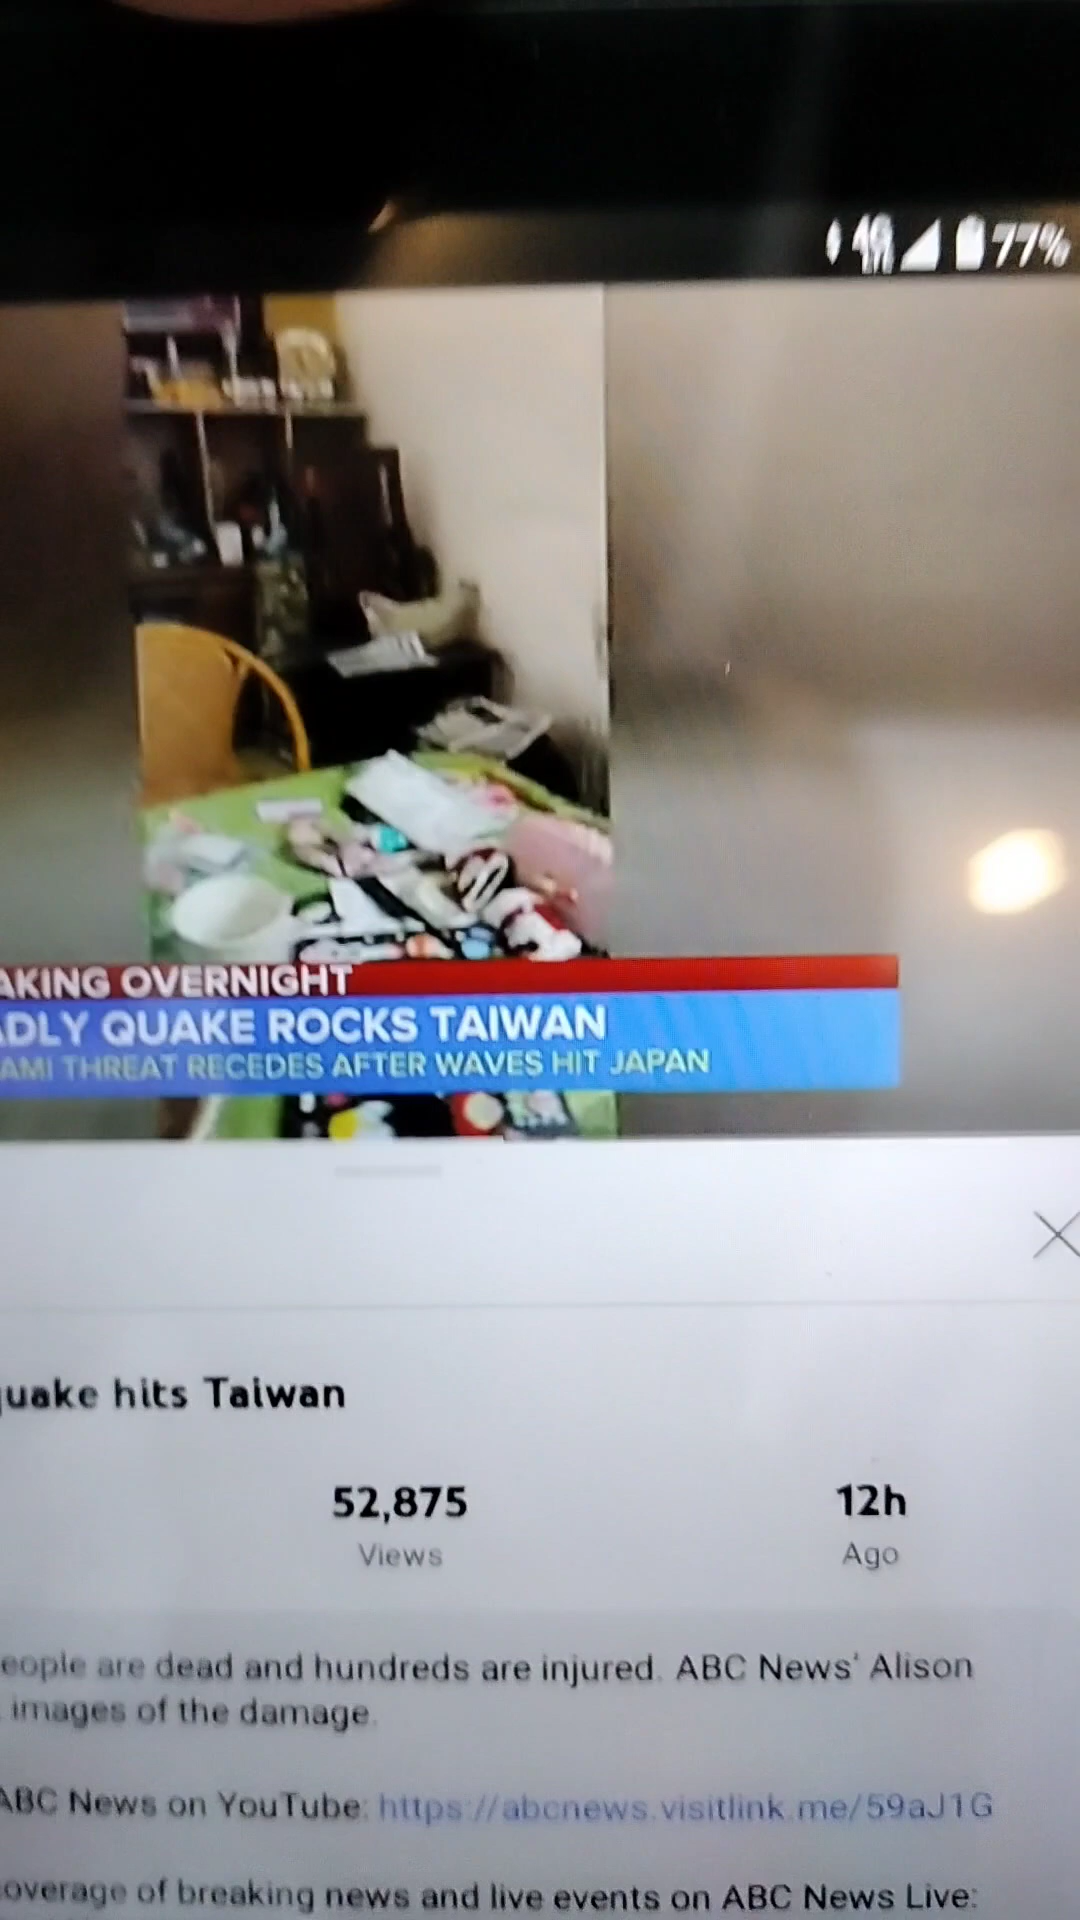 77%
AKING OVERNIGHT
ADLY QUAKE ROCKS TAIWAN
AMI THREAT RECEDES AFTER WAVES HIT JAPAN
quake hits Taiwan
52,875
12h
Views
Ago
eople are dead and hundreds are injured. ABC News' Alison
images of the damage.
ABC News on YouTube: https://abcnews.visitlink.me/59aJ1G
overage of breaking news and live events on ABC News Live: